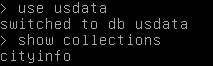 > use usdata
switched to db usdata
> show collections
cityinfo